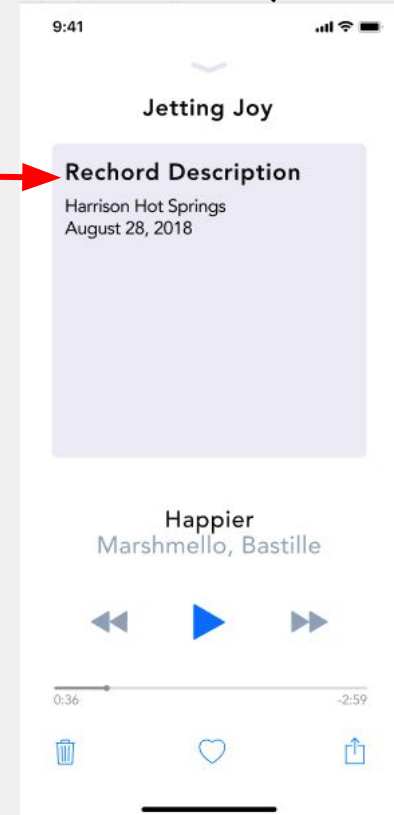 9:41
Jetting Joy
Rechord Description
Harrison Hot Springs
August 28, 2018
Happier
Marshmello, Bastille
0:36
-2:59